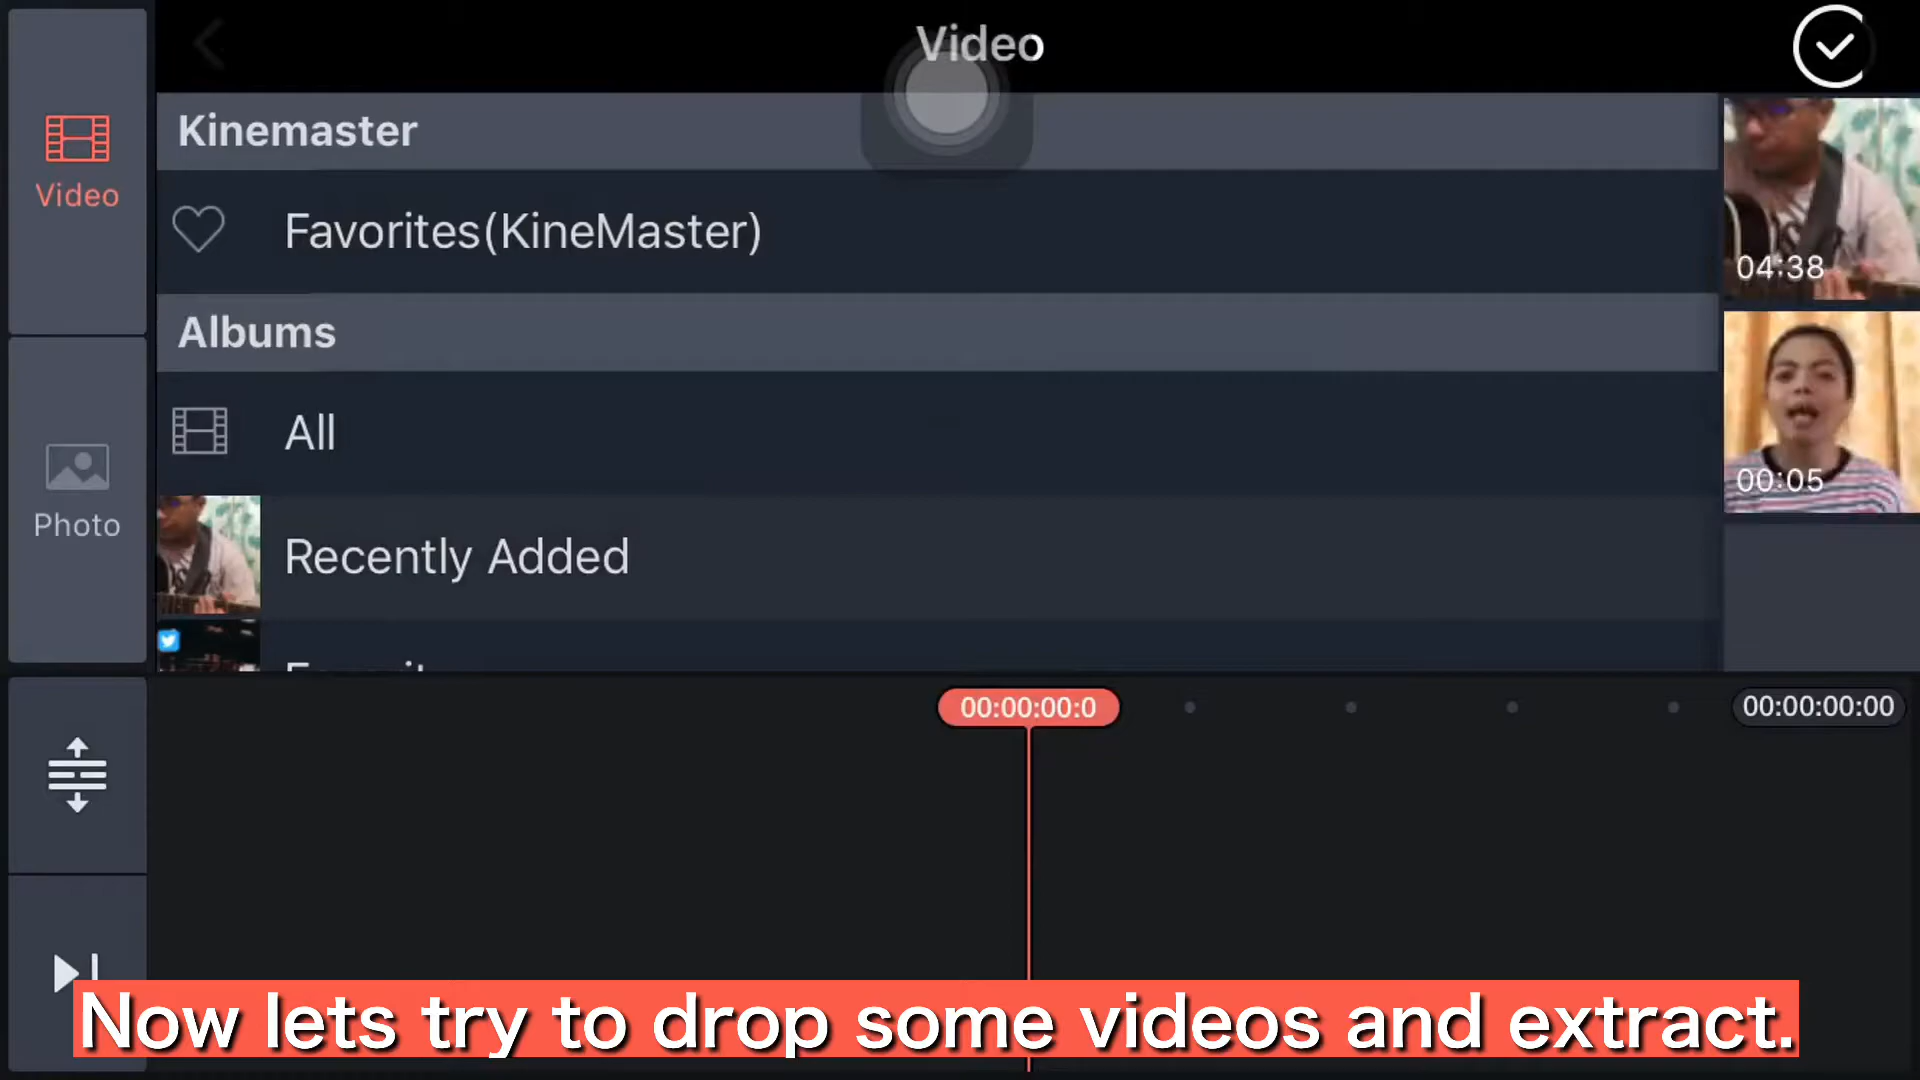 Video
Kinemaster
Video
Favorites(KineMaster)
04:38
Albums
All
00:05
Photo
Recently Added
00:00:00:0
00:00:00:00
Now lets try to drop some videos and extract.